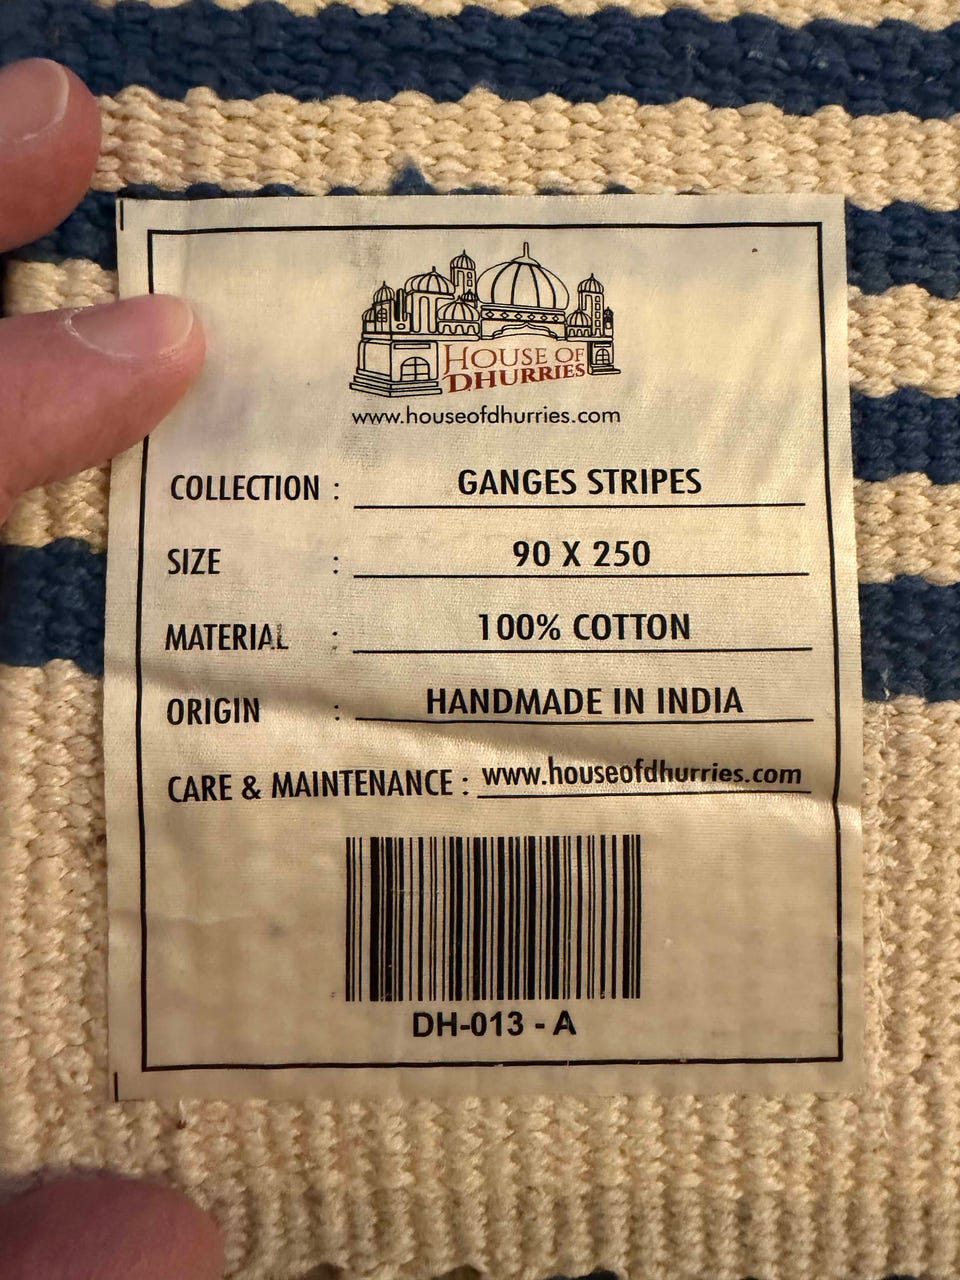 HOUSE OF
DHURRIES
www.houseofdhurries.com
COLLECTION : GANGES STRIPES
SIZE : 90 X 250
MATERIAL : 100% COTTON
ORIGIN : HANDMADE IN INDIA
CARE & MAINTENANCE : www.houseofdhurries.com
DH-013 - A